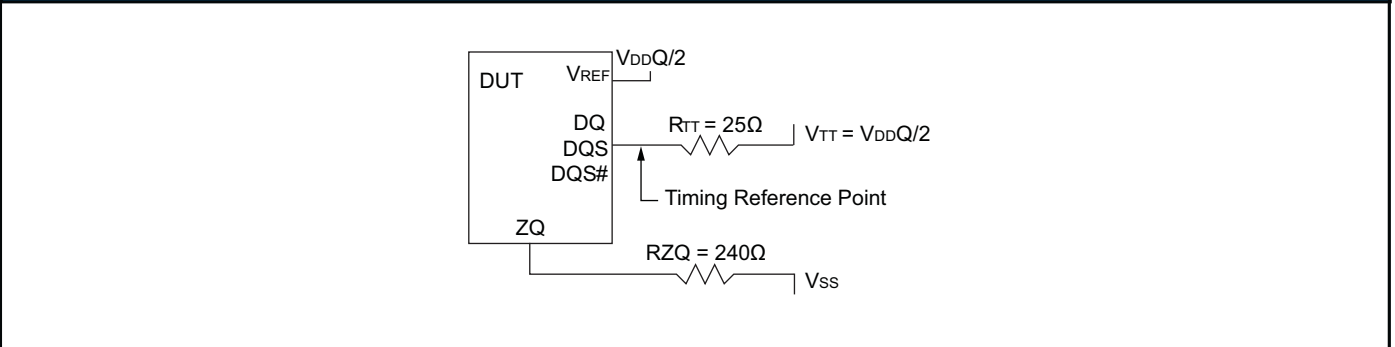 VDDQ/2
DUT
VREF
DQ
RTT = 25Ω
DQS
VTT = VDDQ/2
DQS#
Timing Reference Point
ZQ
RZQ = 240Ω
VSS